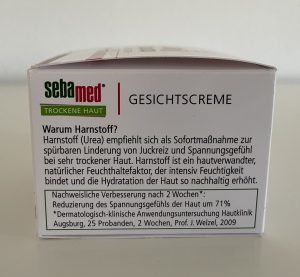 sebamed®
TROCKENE HAUT
GESICHTSCREME
Warum Harnstoff?
Harnstoff (Urea) empfiehlt sich als Sofortmaßnahme zur
spürbaren Linderung von Juckreiz und Spannungsgefühl
bei sehr trockener Haut. Harnstoff ist ein hautverwandter,
natürlicher Feuchthaltefaktor, der intensiv Feuchtigkeit
bindet und die Hydratation der Haut so nachhaltig erhöht.
Nachweisliche Verbesserung nach 2 Wochen*:
Reduzierung des Spannungsgefühls der Haut um 71%
*Dermatologisch-klinische Anwendungsuntersuchung Hautklinik
Augsburg, 25 Probanden, 2 Wochen, Prof. J. Welzel, 2009